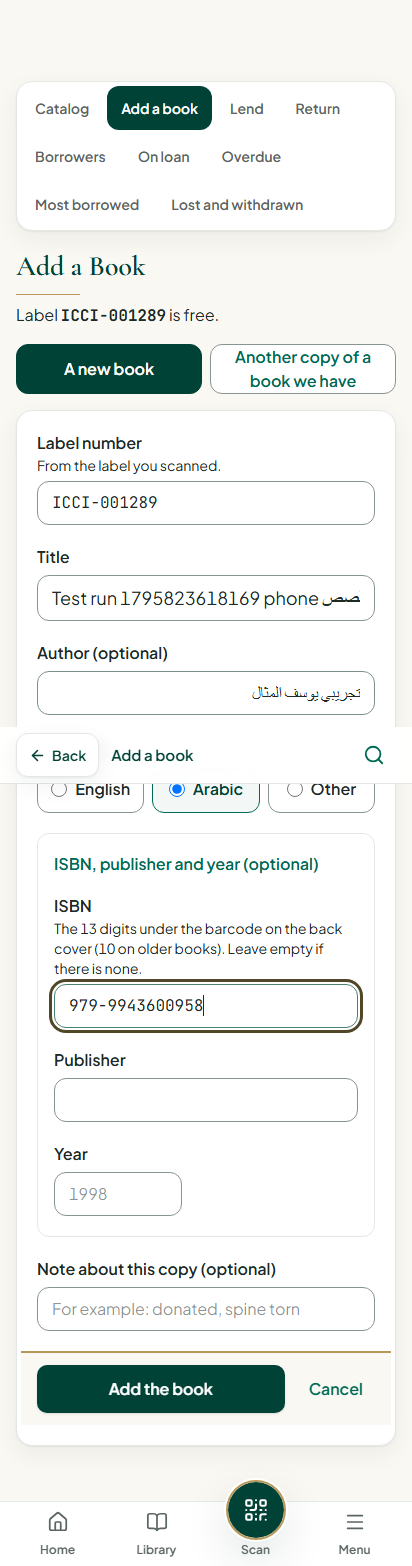 Catalog Add a book Lend Return
Borrowers On loan Overdue
Most borrowed Lost and withdrawn
Add a Book
Label ICCI-001289 is free.
A new book
Another copy of a
book we have
Label number
From the label you scanned.
ICCI-001289
Title
Test run 1795823618169 phone قصص
Author (optional)
تجريبي يوسف المثال
Back Add a book
English Arabic Other
ISBN, publisher and year (optional)
ISBN
The 13 digits under the barcode on the back
cover (10 on older books). Leave empty if
there is none.
979-9943600958
Publisher
Year
1998
Note about this copy (optional)
For example: donated, spine torn
Add the book Cancel
Home Library Scan Menu